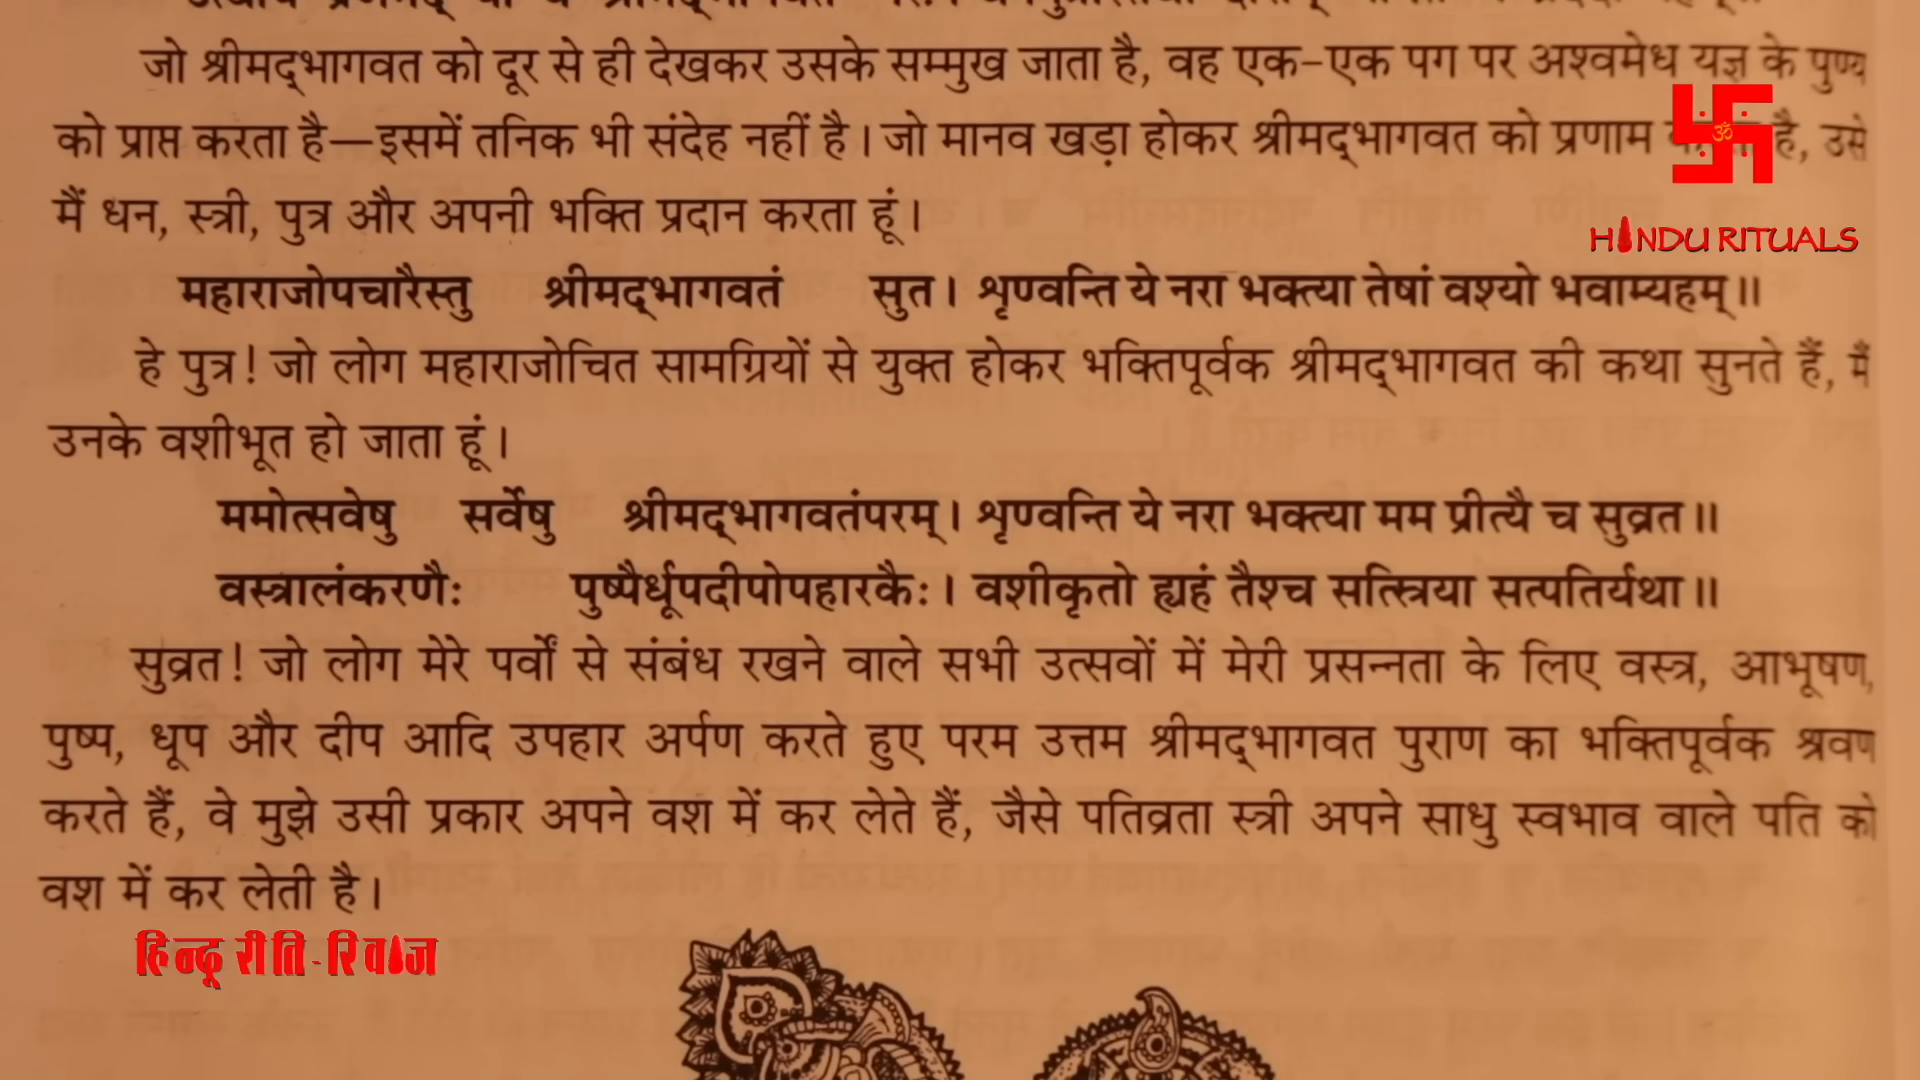 जो श्रीमद्भागवत को दूर से ही देखकर उसके सम्मुख जाता है, वह एक-एक पग पर अश्वमेध यज्ञ के पुण्य
को प्राप्त करता है—इसमें तनिक भी संदेह नहीं है। जो मानव खड़ा होकर श्रीमद्भागवत को प्रणाम है, उसे
मैं धन, स्त्री, पुत्र और अपनी भक्ति प्रदान करता हूं।
HINDU RITUALS
महाराजोपचारैस्तु श्रीमद्भागवतं सुत। शृण्वन्ति ये नरा भक्त्या तेषां वश्यो भवाम्यहम्॥
हे पुत्र! जो लोग महाराजोचित सामग्रियों से युक्त होकर भक्तिपूर्वक श्रीमद्भागवत की कथा सुनते हैं, मैं
उनके वशीभूत हो जाता हूं।
ममोत्सवेषु सर्वेषु श्रीमद्भागवतंपरम्। शृण्वन्ति ये नरा भक्त्या मम प्रीत्यै च सुव्रत॥
वस्त्रालंकरणैः पुष्पैर्धूपदीपोपहारकैः। वशीकृतो ह्यहं तैश्च सत्स्त्रिया सत्पतिर्यथा॥
सुव्रत! जो लोग मेरे पर्वों से संबंध रखने वाले सभी उत्सवों में मेरी प्रसन्नता के लिए वस्त्र, आभूषण,
पुष्प, धूप और दीप आदि उपहार अर्पण करते हुए परम उत्तम श्रीमद्भागवत पुराण का भक्तिपूर्वक श्रवण
करते हैं, वे मुझे उसी प्रकार अपने वश में कर लेते हैं, जैसे पतिव्रता स्त्री अपने साधु स्वभाव वाले पति को
वश में कर लेती है।
हिन्दू रीति-रिवाज